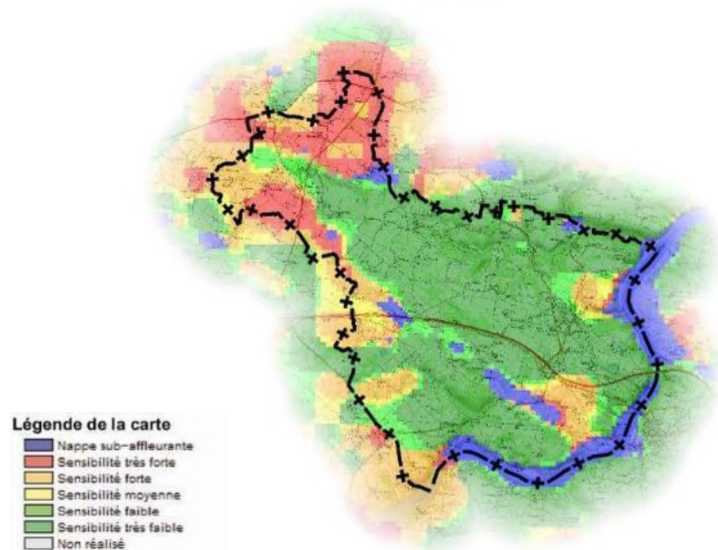 Légende de la carte
Nappe sub-affleurante
Sensibilité très forte
Sensibilité forte
Sensibilité moyenne
Sensibilité faible
Sensibilité très faible
Non réalisé